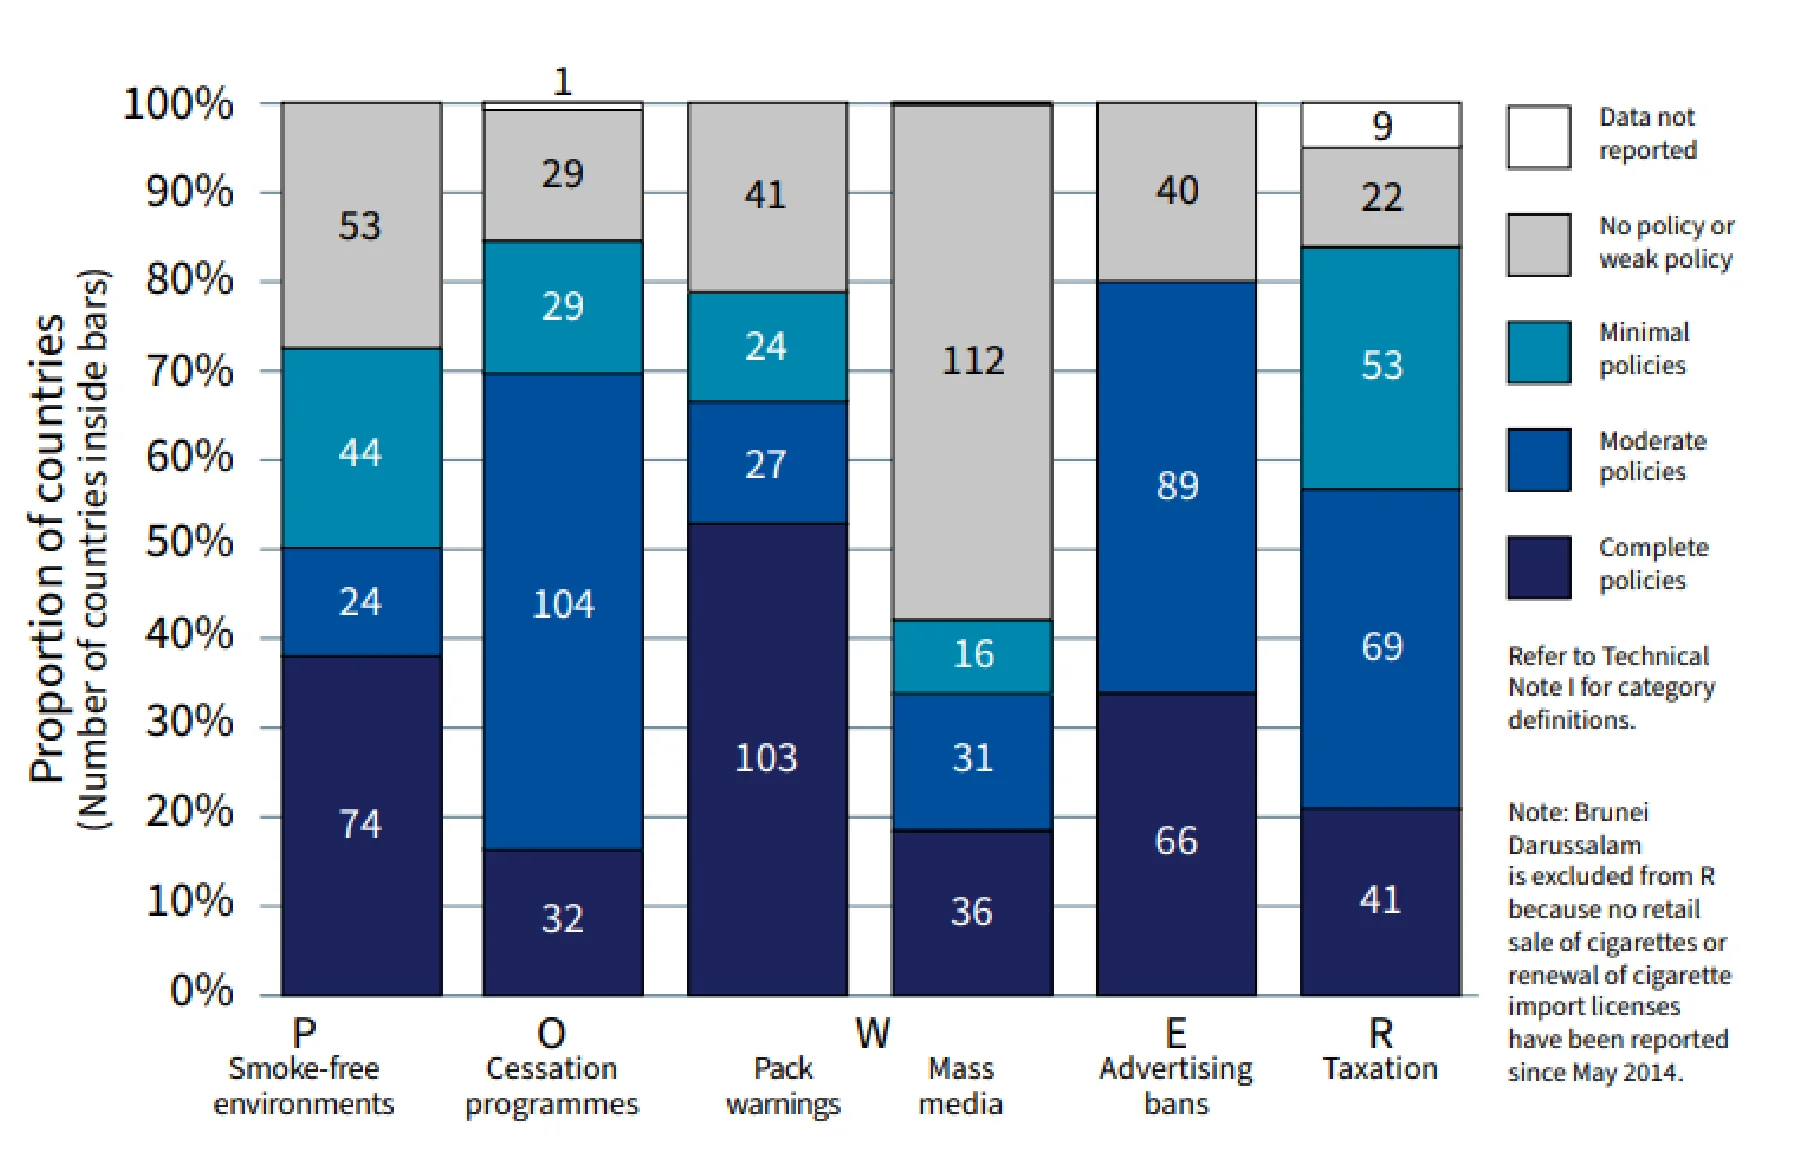 Proportion of countries
(Number of countries inside bars)
100%
90%
80%
70%
60%
50%
40%
30%
20%
10%
0%
53
44
24
74
1
29
29
104
32
41
24
27
103
112
16
31
36
40
89
66
9
22
53
69
41
P
Smoke-free
environments
O
Cessation
programmes
W
Pack
warnings
Mass
media
E
Advertising
bans
R
Taxation
Data not
reported
No policy or
weak policy
Minimal
policies
Moderate
policies
Complete
policies
Refer to Technical
Note I for category
definitions.
Note: Brunei
Darussalam
is excluded from R
because no retail
sale of cigarettes or
renewal of cigarette
import licenses
have been reported
since May 2014.